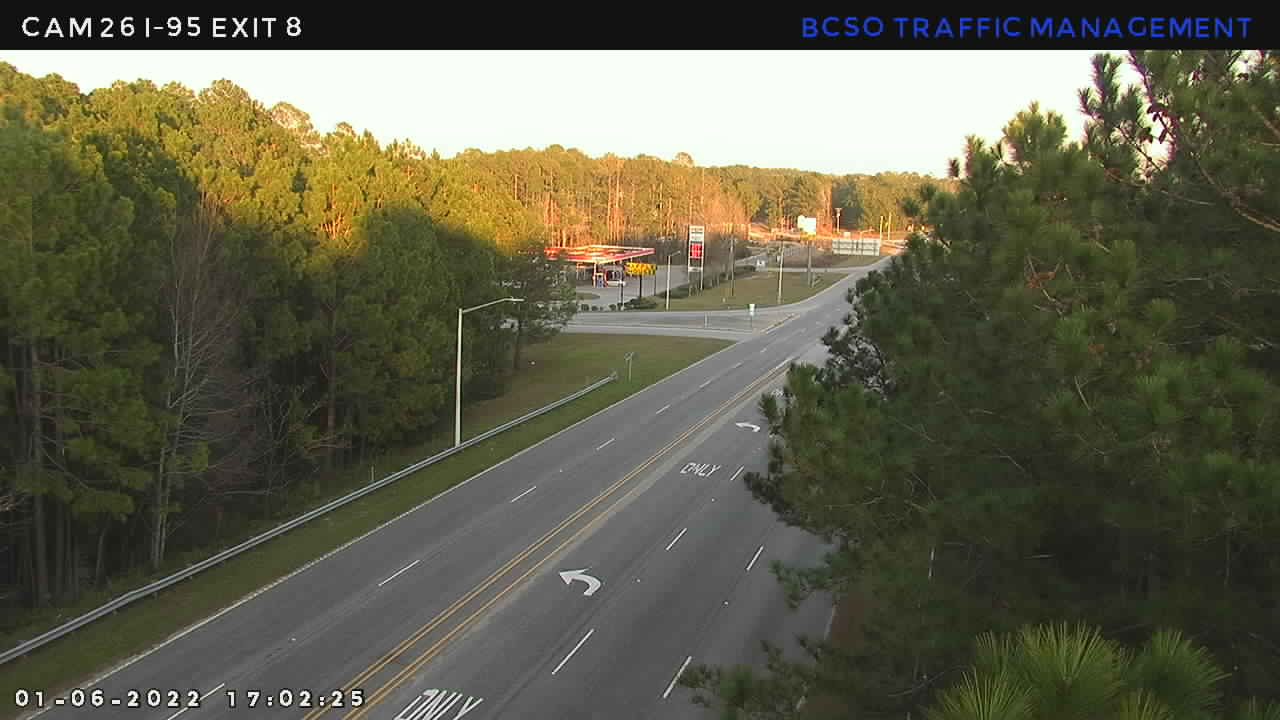 CAM 26 I-95 EXIT 8
BCSO TRAFFIC MANAGEMENT
ONLY
ONLY
01-06-2022 17:02:25